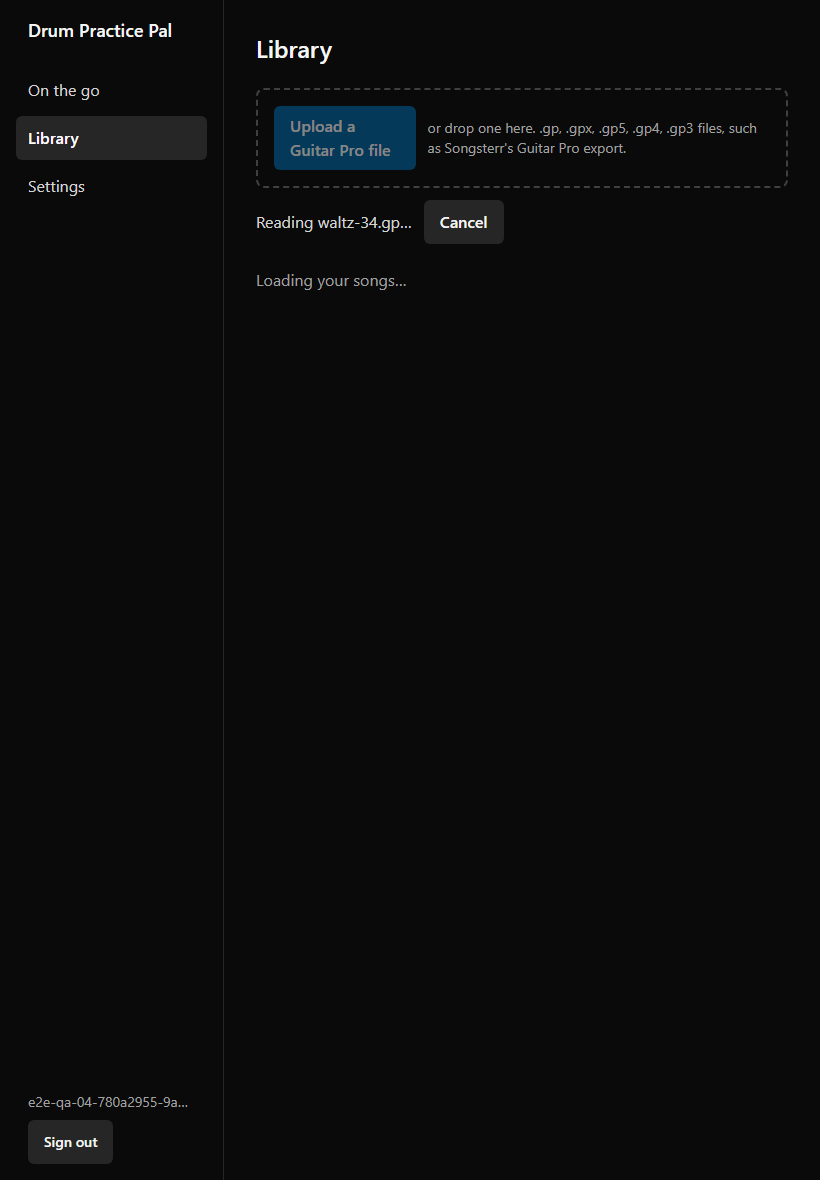 Drum Practice Pal
On the go
Library
Settings
Library
Upload a
Guitar Pro file
or drop one here. .gp, .gpx, .gp5, .gp4, .gp3 files, such
as Songsterr's Guitar Pro export.
Reading waltz-34.gp...
Cancel
Loading your songs...
e2e-qa-04-780a2955-9a...
Sign out